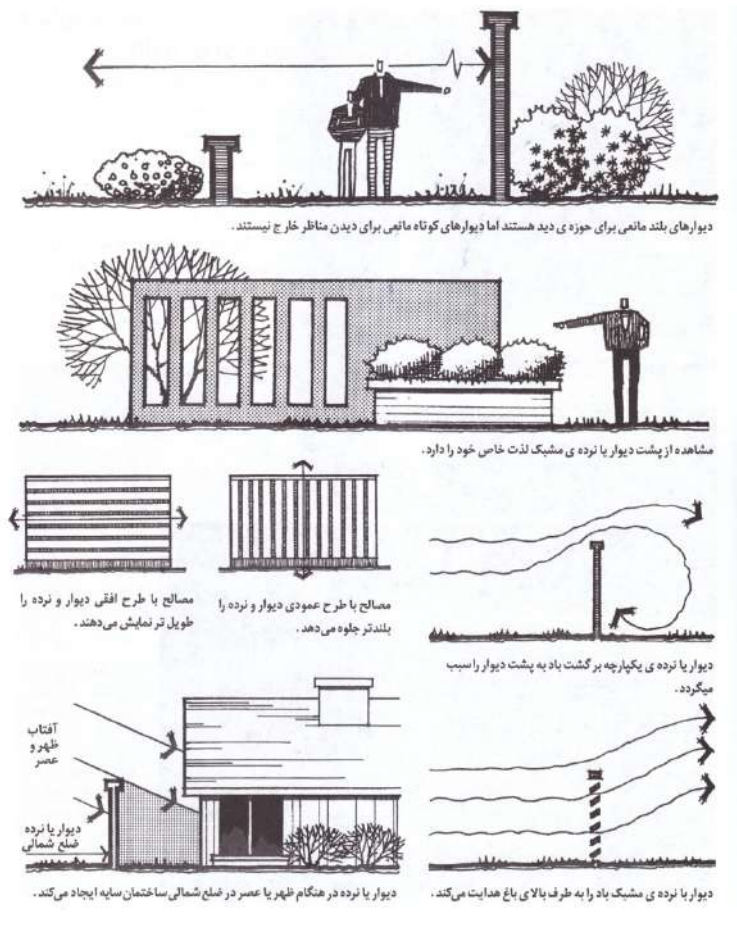 دیوارهای بلند مانعی برای حوزه ی دید هستند اما دیوارهای کوتاه مانعی برای دیدن مناظر خارج نیستند.
مشاهده از پشت دیوار یا نرده ی مشبک لذت خاص خود را دارد.
مصالح با طرح عمودی دیوار و نرده را
بلندتر جلوه می‌دهد.
مصالح با طرح افقی دیوار و نرده را
طویل تر نمایش می‌دهند.
دیوار یا نرده ی یکپارچه برگشت باد به پشت دیوار را سبب
میگردد.
آفتاب
ظهر و
عصر
دیوار یا نرده
ضلع شمالی
دیوار با نرده ی مشبک باد را به طرف بالای باغ هدایت می‌کند.
دیوار یا نرده در هنگام ظهر یا عصر در ضلع شمالی ساختمان سایه ایجاد می‌کند.